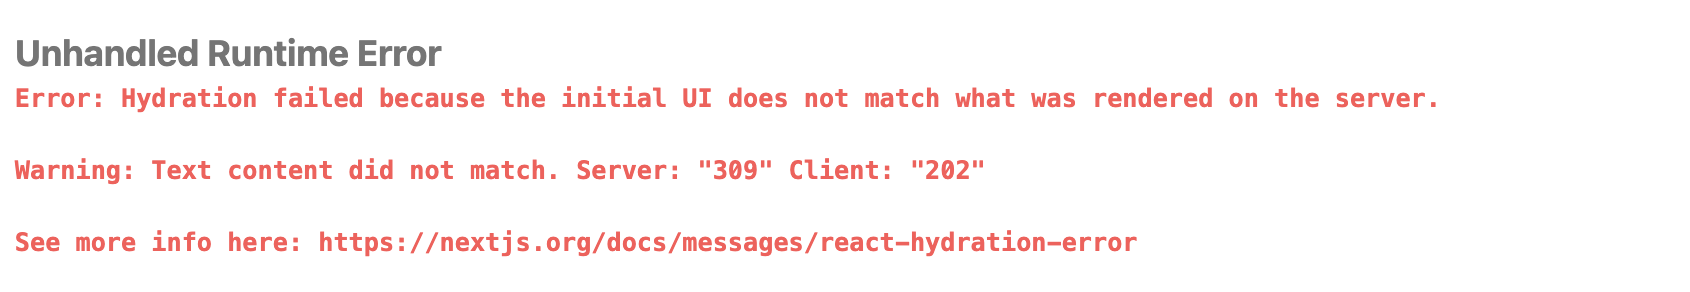 Unhandled Runtime Error
Error: Hydration failed because the initial UI does not match what was rendered on the server.
Warning: Text content did not match. Server: "309" Client: "202"
See more info here: https://nextjs.org/docs/messages/react-hydration-error